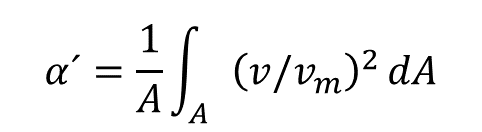 α´ = 1/A ∫_A (v/v_m)² dA